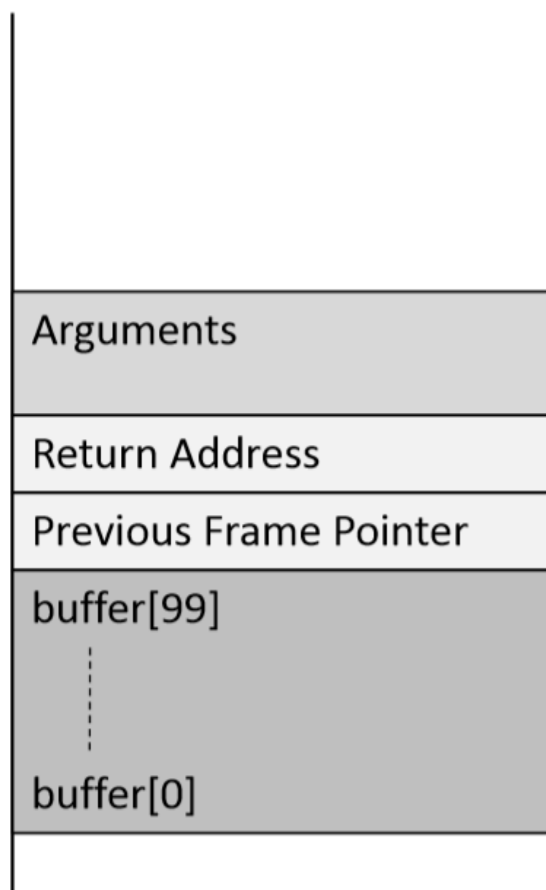 Arguments
Return Address
Previous Frame Pointer
buffer[99]
buffer[0]